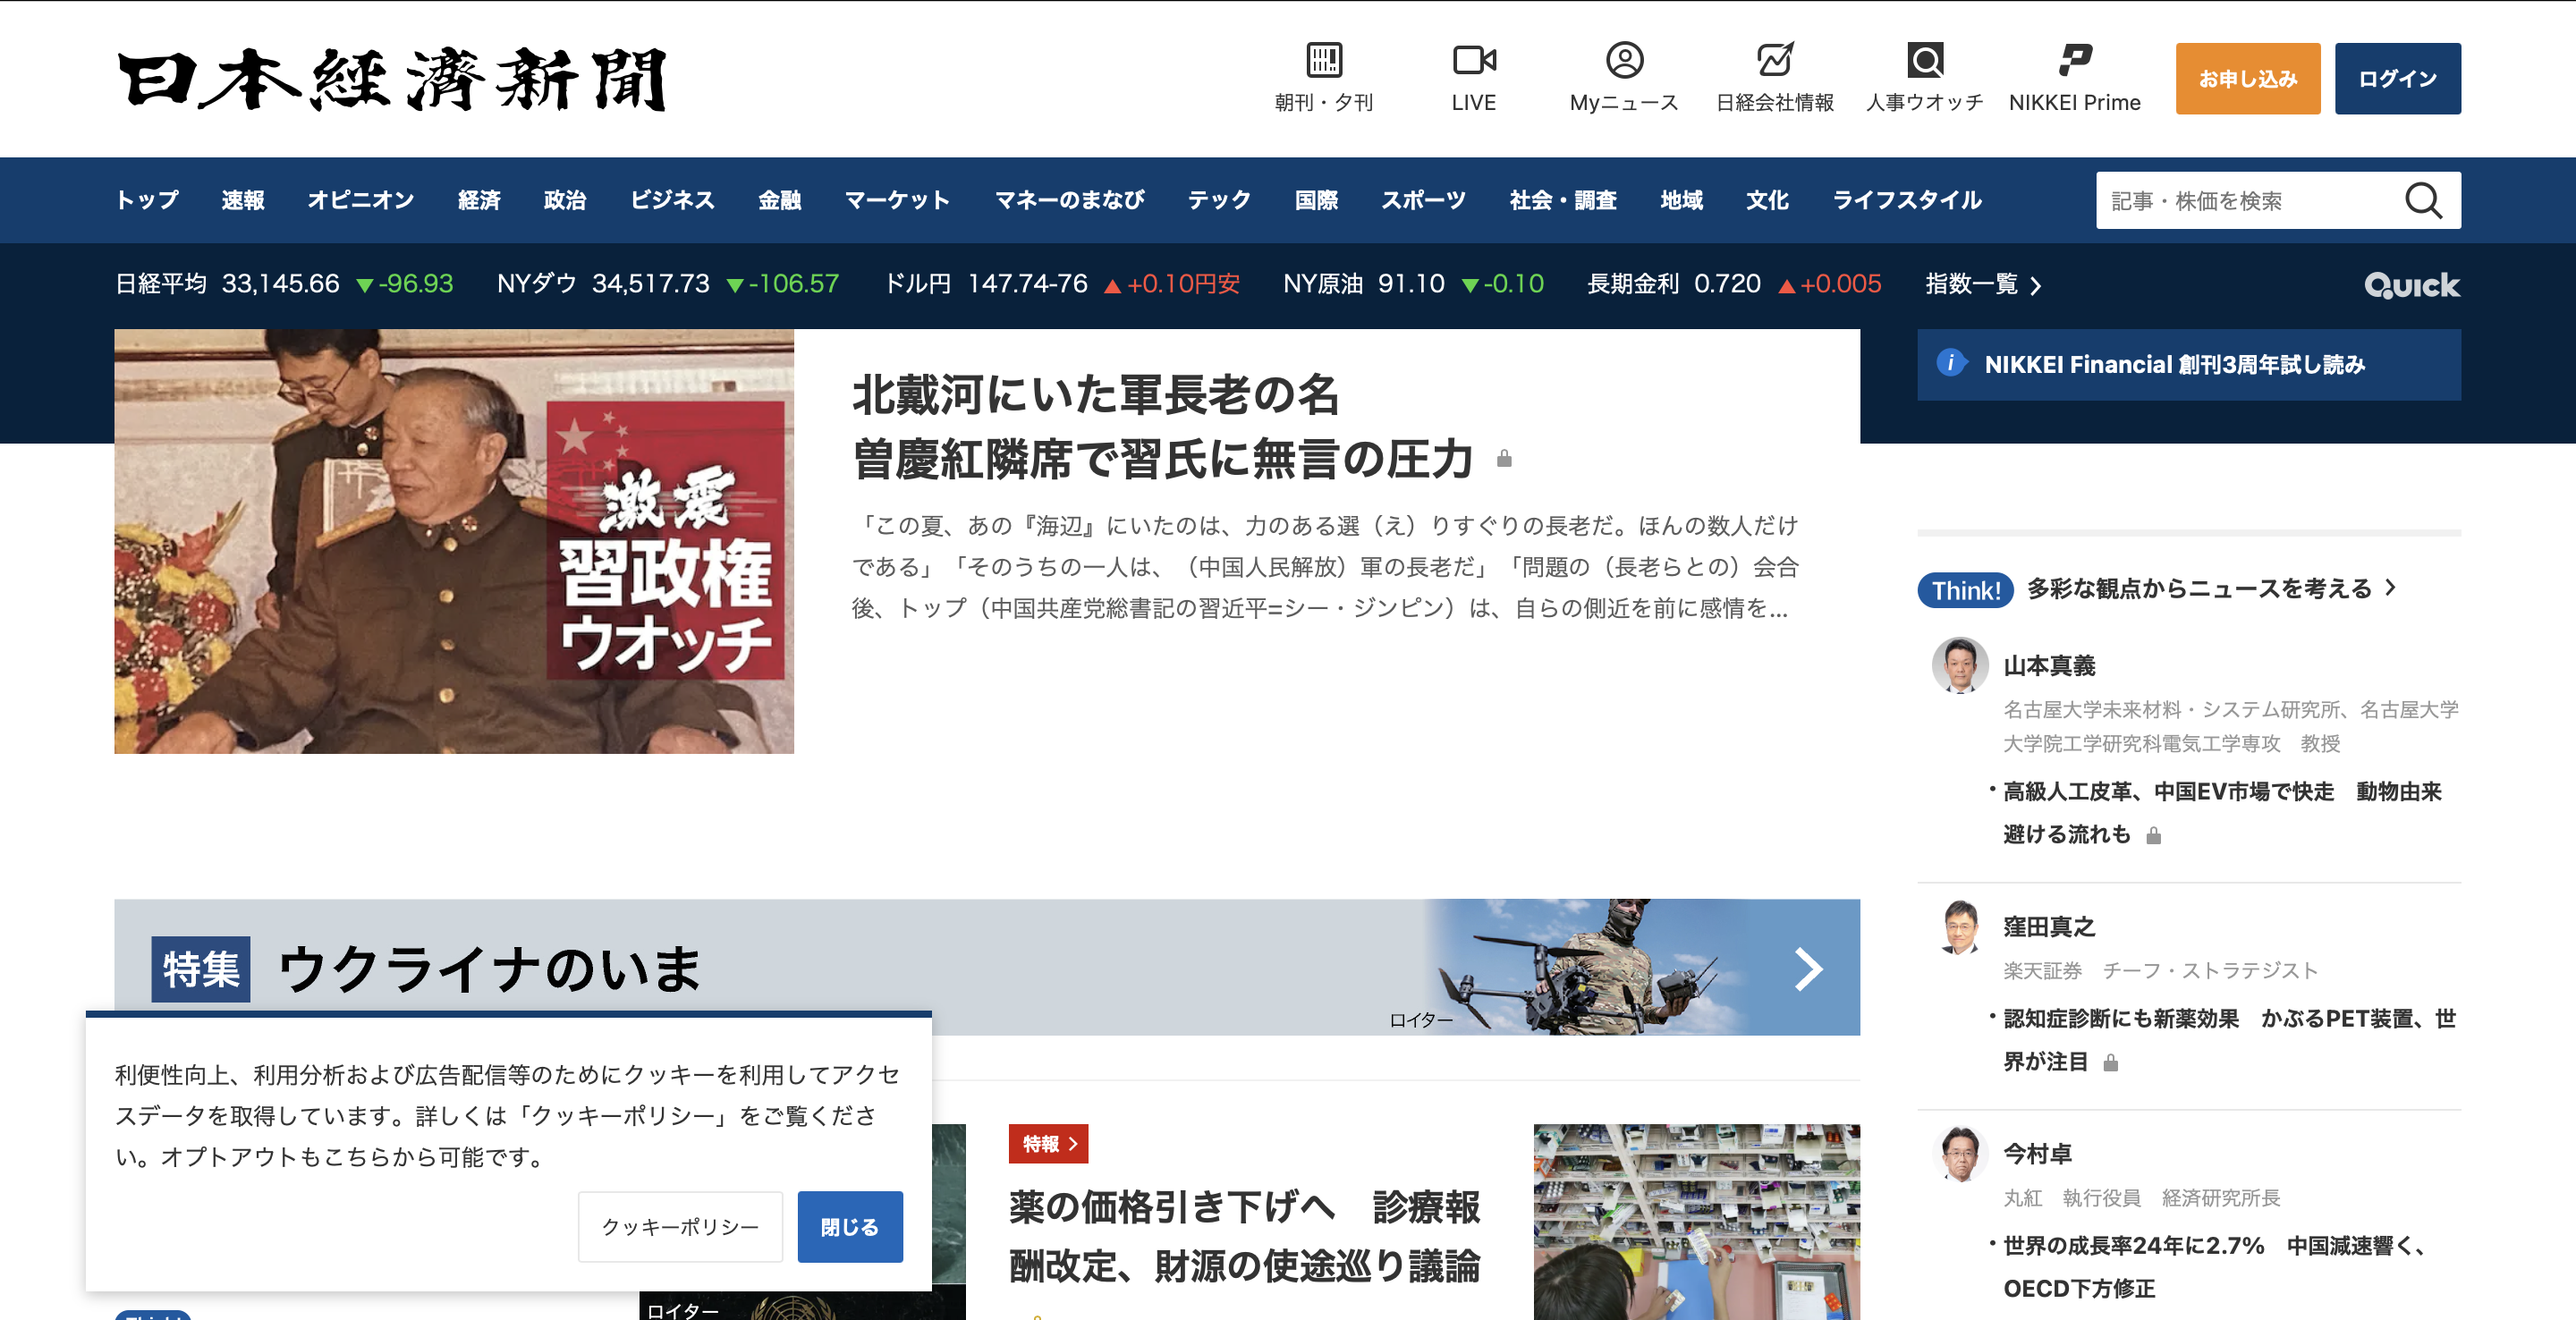 日本経済新聞
朝刊・夕刊
LIVE
Myニュース
日経会社情報
人事ウオッチ
NIKKEI Prime
お申し込み
ログイン
トップ 速報 オピニオン 経済 政治 ビジネス 金融 マーケット マネーのまなび テック 国際 スポーツ 社会・調査 地域 文化 ライフスタイル
記事・株価を検索
日経平均 33,145.66 ▼-96.93 NYダウ 34,517.73 ▼-106.57 ドル円 147.74-76 ▲+0.10円安 NY原油 91.10 ▼-0.10 長期金利 0.720 ▲+0.005 指数一覧
QUICK
激震
習政権
ウオッチ
北戴河にいた軍長老の名
曽慶紅隣席で習氏に無言の圧力
「この夏、あの『海辺』にいたのは、力のある選（え）りすぐりの長老だ。ほんの数人だけ
である」「そのうちの一人は、（中国人民解放）軍の長老だ」「問題の（長老らとの）会合
後、トップ（中国共産党総書記の習近平=シー・ジンピン）は、自らの側近を前に感情を...
NIKKEI Financial 創刊3周年試し読み
Think! 多彩な観点からニュースを考える
山本真義
名古屋大学未来材料・システム研究所、名古屋大学
大学院工学研究科電気工学専攻　教授
・高級人工皮革、中国EV市場で快走　動物由来
避ける流れも
窪田真之
楽天証券　チーフ・ストラテジスト
・認知症診断にも新薬効果　かぶるPET装置、世
界が注目
今村卓
丸紅　執行役員　経済研究所長
・世界の成長率24年に2.7%　中国減速響く、
OECD下方修正
特集 ウクライナのいま
ロイター
利便性向上、利用分析および広告配信等のためにクッキーを利用してアクセ
スデータを取得しています。詳しくは「クッキーポリシー」をご覧くださ
い。オプトアウトもこちらから可能です。
クッキーポリシー
閉じる
Think!
ロイター
特報
薬の価格引き下げへ　診療報
酬改定、財源の使途巡り議論